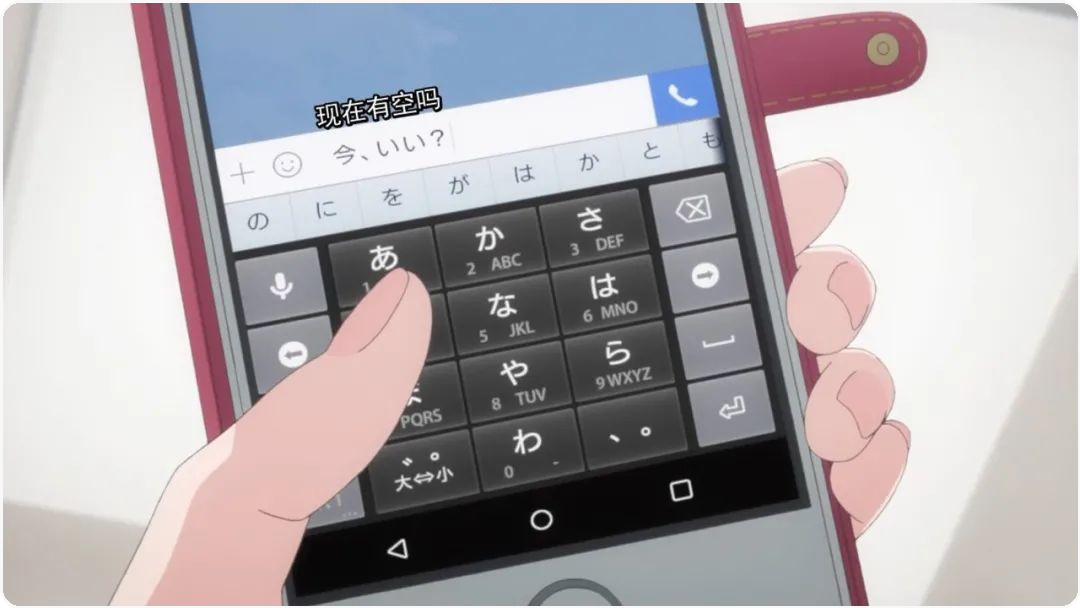 现在有空吗
今、いい？
の に を が は か と も
あ か さ
1 2 ABC 3 DEF
な は
5 JKL 6 MNO
や ら
PQRS 8 TUV 9 WXYZ
゛ ° わ 、。
大⇔小 0 -